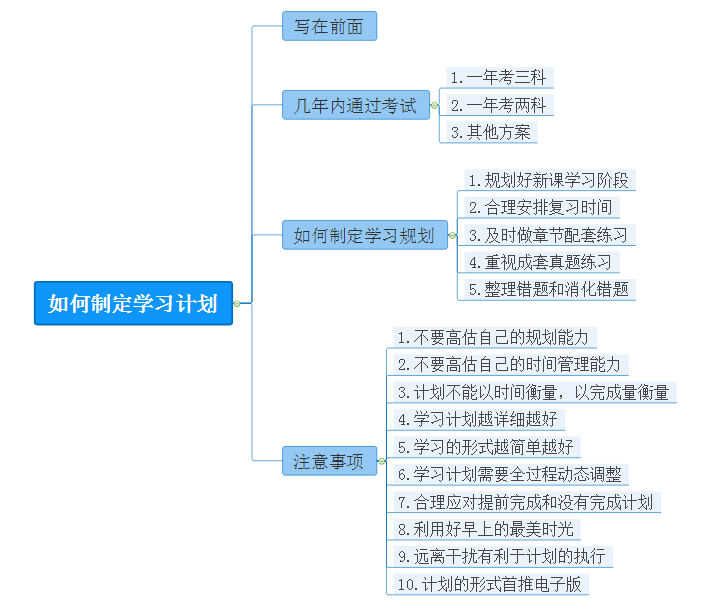 如何制定学习计划
写在前面
几年内通过考试
1.一年考三科
2.一年考两科
3.其他方案
如何制定学习规划
1.规划好新课学习阶段
2.合理安排复习时间
3.及时做章节配套练习
4.重视成套真题练习
5.整理错题和消化错题
注意事项
1.不要高估自己的规划能力
2.不要高估自己的时间管理能力
3.计划不能以时间衡量，以完成量衡量
4.学习计划越详细越好
5.学习的形式越简单越好
6.学习计划需要全过程动态调整
7.合理应对提前完成和没有完成计划
8.利用好早上的最美时光
9.远离干扰有利于计划的执行
10.计划的形式首推电子版